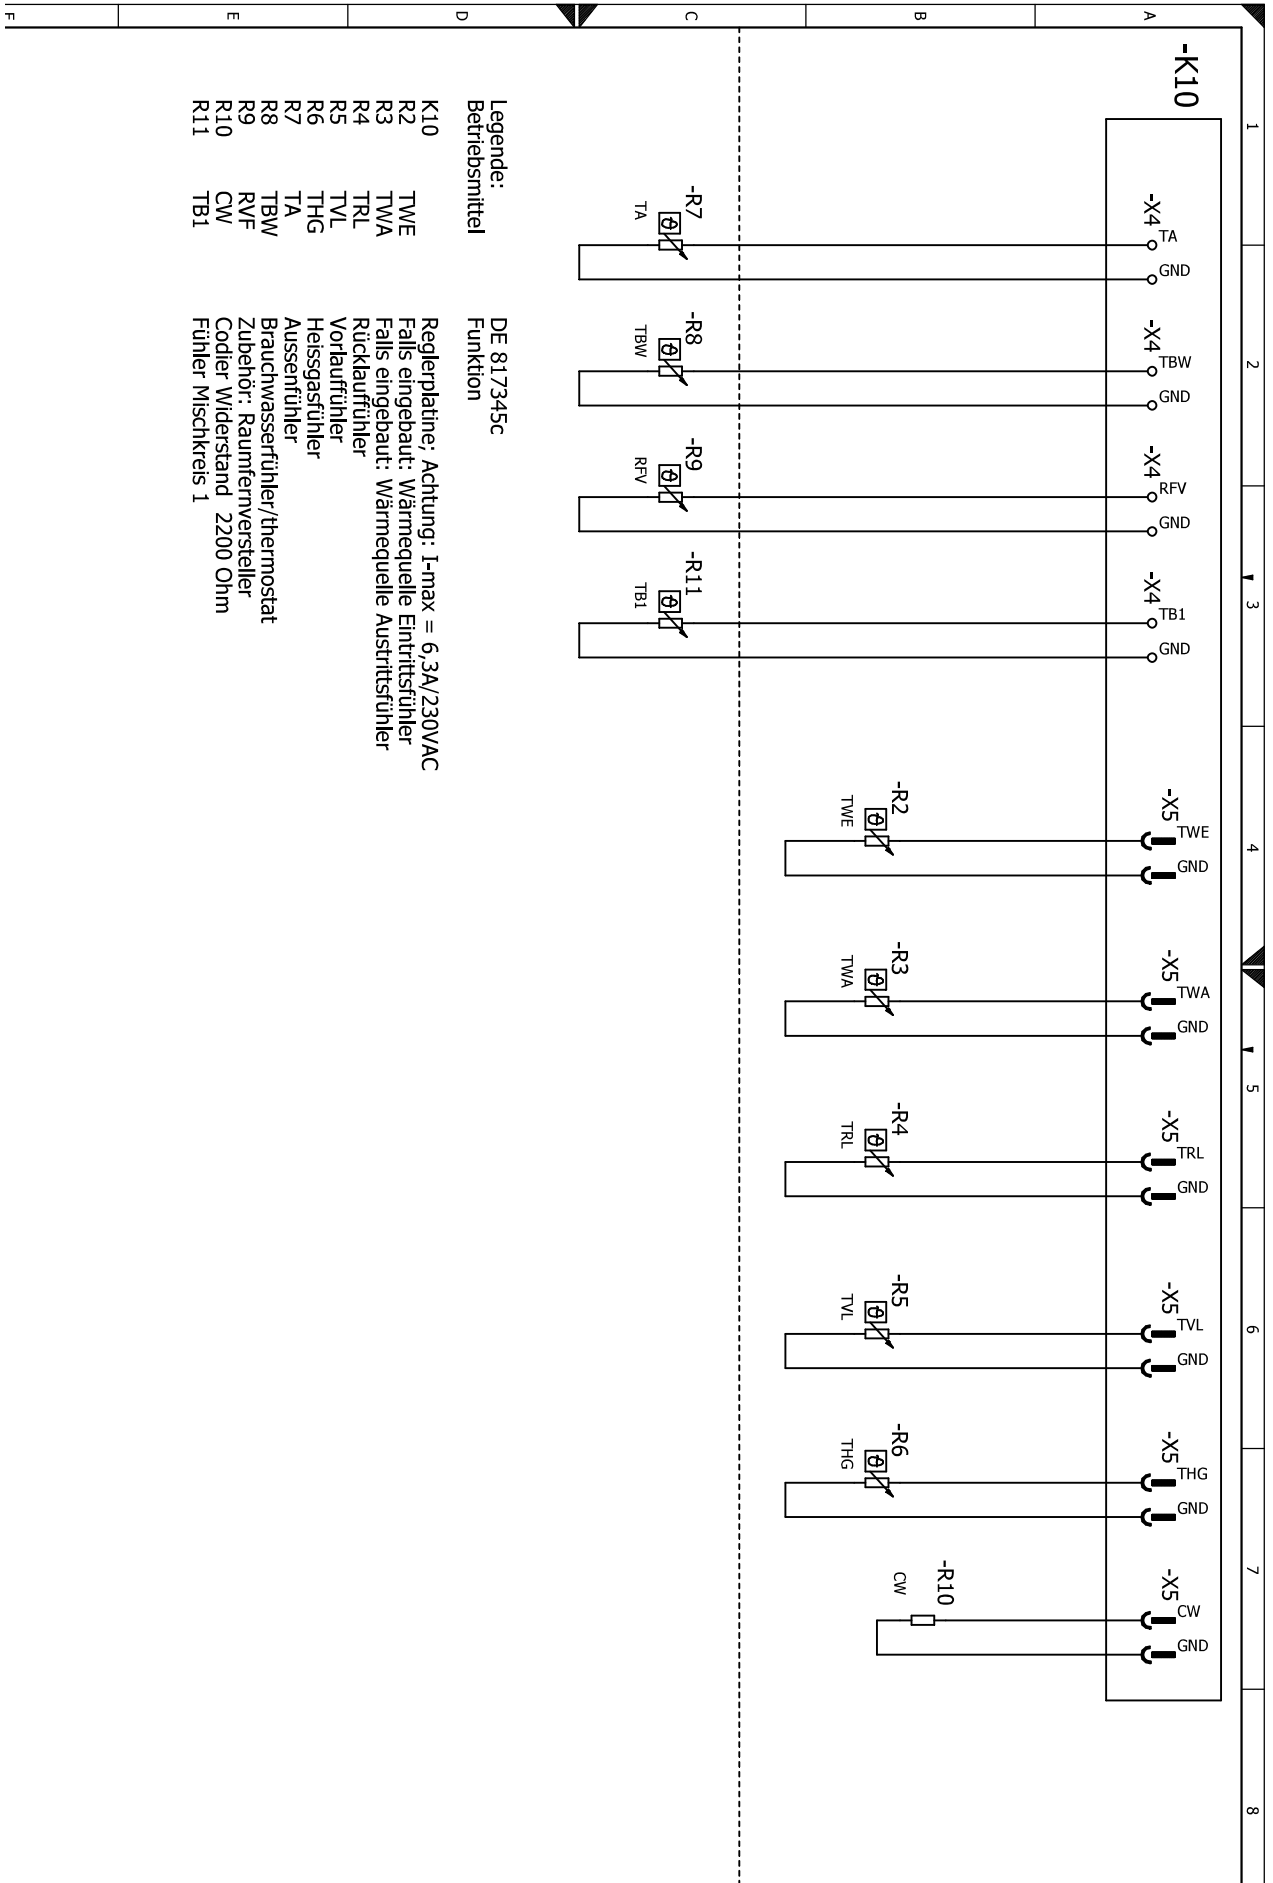 1 2 3 4 5 6 7 8
A
-K10
-X4 TA GND
-X4 TBW GND
-X4 RFV GND
-X4 TB1 GND
-X5 TWE GND
-X5 TWA GND
-X5 TRL GND
-X5 TVL GND
-X5 THG GND
-X5 CW GND
B
-R2
TWE
-R3
TWA
-R4
TRL
-R5
TVL
-R6
THG
-R10
CW
C
-R7
ϑ
TA
-R8
ϑ
TBW
-R9
ϑ
RFV
-R11
ϑ
TB1
D
Legende: DE 817345c
Betriebsmittel Funktion
K10 Reglerplatine; Achtung: I-max = 6,3A/230VAC
R2 TWE Falls eingebaut: Wärmequelle Eintrittsfühler
R3 TWA Falls eingebaut: Wärmequelle Austrittsfühler
R4 TRL Rücklauffühler
R5 TVL Vorlauffühler
R6 THG Heissgasfühler
R7 TA Aussenfühler
R8 TBW Brauchwasserfühler/thermostat
R9 RVF Zubehör: Raumfernversteller
R10 CW Codier Widerstand 2200 Ohm
R11 TB1 Fühler Mischkreis 1
E
F